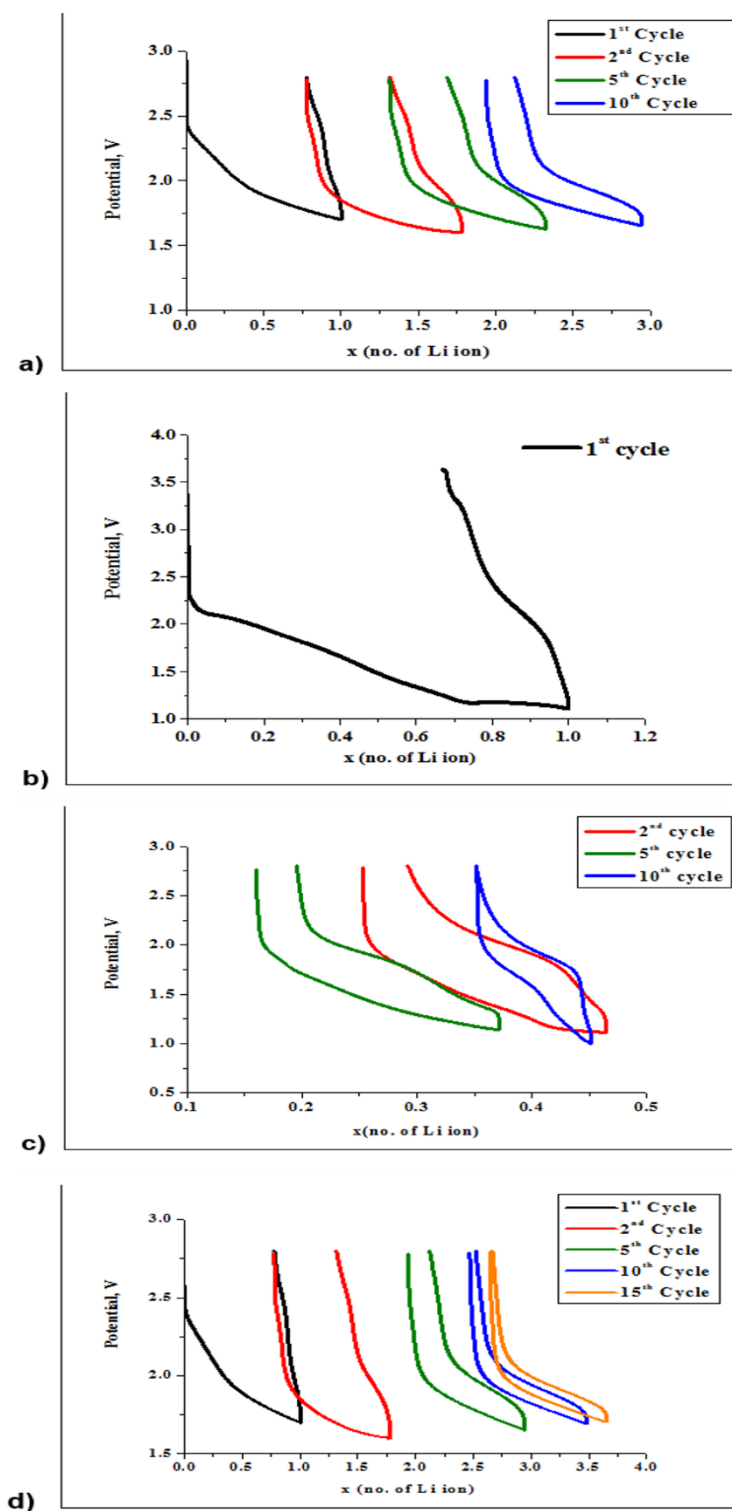 1st Cycle
2nd Cycle
5th Cycle
10th Cycle
3.0
2.5
2.0
1.5
1.0
Potential, V
0.0 0.5 1.0 1.5 2.0 2.5 3.0
x (no. of Li ion)
a)
1st cycle
4.0
3.5
3.0
2.5
2.0
1.5
1.0
Potential, V
0.0 0.2 0.4 0.6 0.8 1.0 1.2
x (no. of Li ion)
b)
2nd cycle
5th cycle
10th cycle
3.0
2.5
2.0
1.5
1.0
0.5
Potential, V
0.1 0.2 0.3 0.4 0.5
x(no. of Li ion)
c)
1st Cycle
2nd Cycle
5th Cycle
10th Cycle
15th Cycle
3.0
2.5
2.0
1.5
Potential, V
0.0 0.5 1.0 1.5 2.0 2.5 3.0 3.5 4.0
x (no. of Li ion)
d)